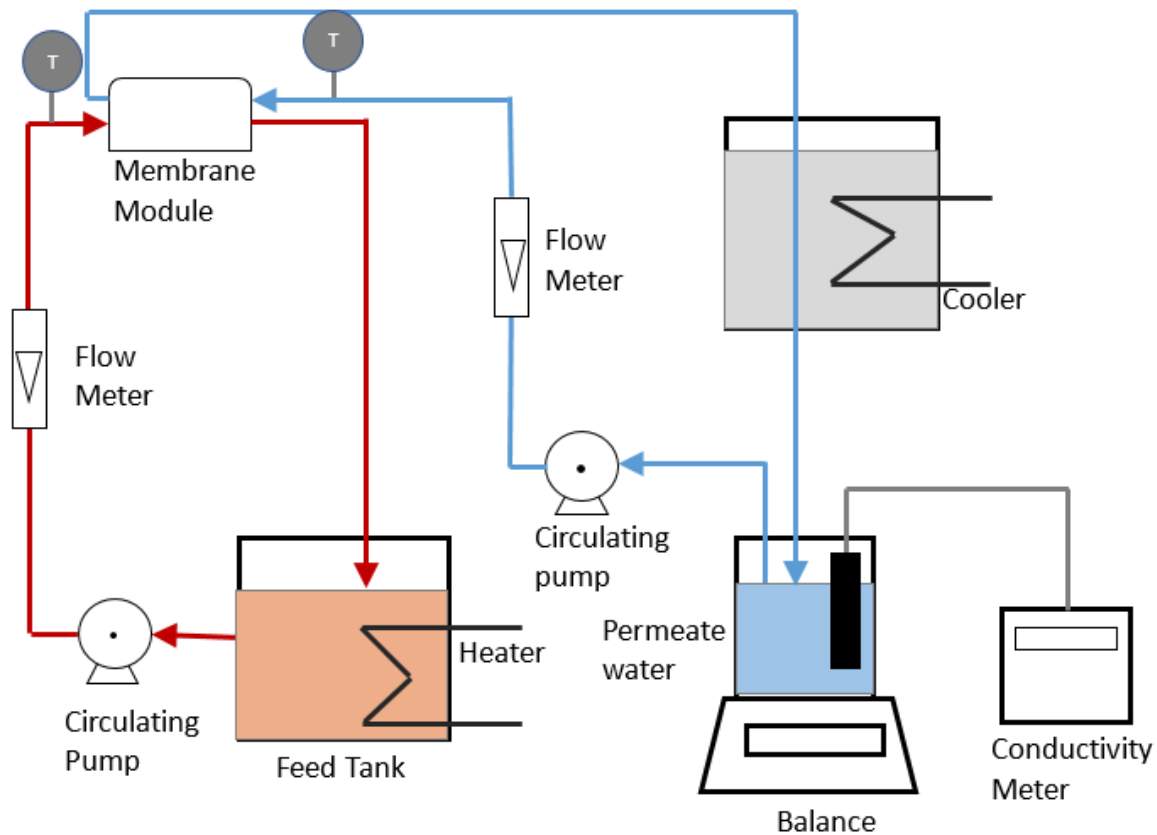 T
T
Membrane
Module
Flow
Meter
Cooler
Flow
Meter
Circulating
pump
Permeate
water
Heater
Circulating
Pump
Feed Tank
Conductivity
Meter
Balance